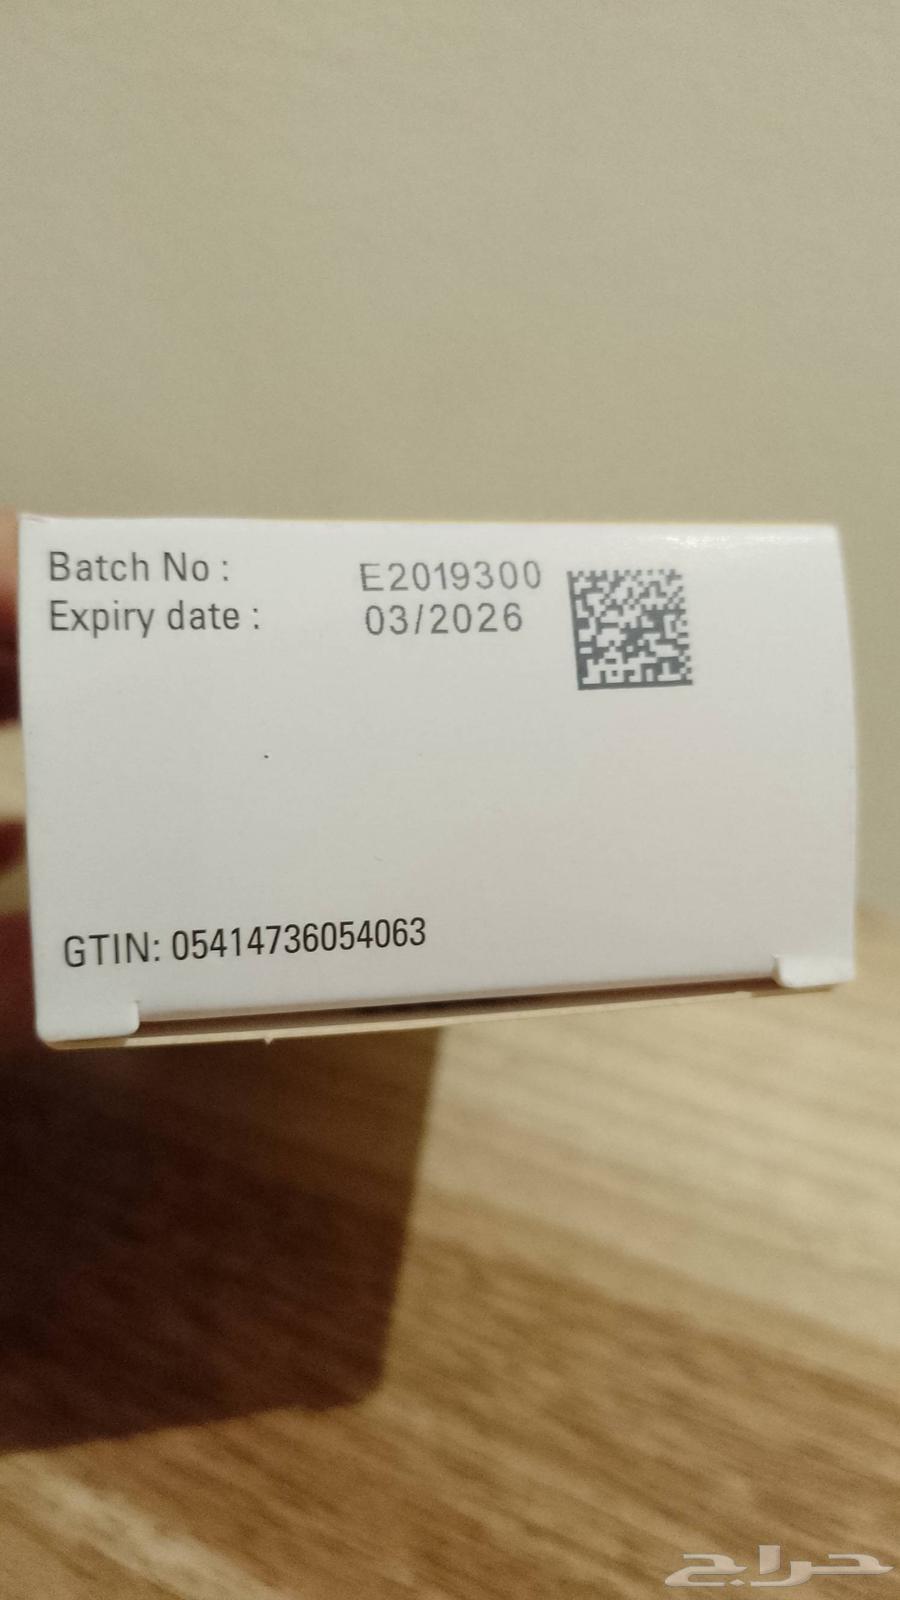 Batch No : E2019300
Expiry date : 03/2026
GTIN: 05414736054063
حراج